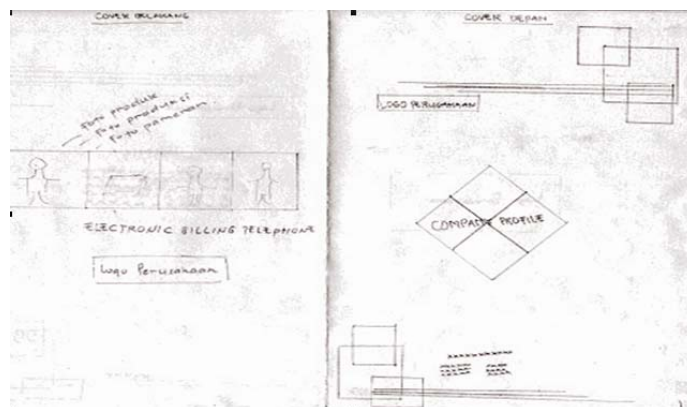 COVER BELAKANG
foto produk
foto produksi
foto pameran
ELECTRONIC BILLING TELEPHONE
Logo Perusahaan
COVER DEPAN
LOGO PERUSAHAAN
COMPANY PROFILE